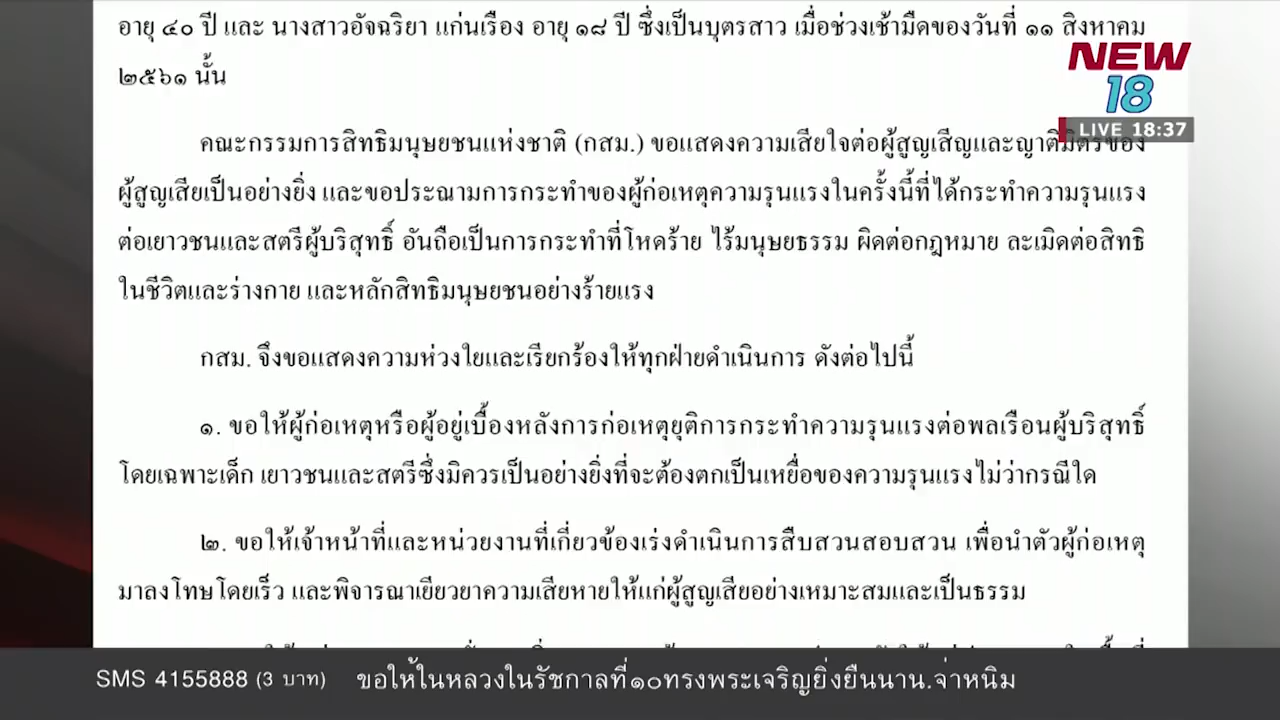 อายุ ๔๐ ปี และ นางสาวอัจฉริยา แก่นเรือง อายุ ๑๘ ปี ซึ่งเป็นบุตรสาว เมื่อช่วงเช้ามืดของวันที่ ๑๑ สิงหาคม
๒๕๖๑ นั้น
NEW
18
LIVE 18:37
คณะกรรมการสิทธิมนุษยชนแห่งชาติ (กสม.) ขอแสดงความเสียใจต่อผู้สูญเสีญและญาติมิตรของ
ผู้สูญเสียเป็นอย่างยิ่ง และขอประณามการกระทำของผู้ก่อเหตุความรุนแรงในครั้งนี้ที่ได้กระทำความรุนแรง
ต่อเยาวชนและสตรีผู้บริสุทธิ์ อันถือเป็นการกระทำที่โหดร้าย ไร้มนุษยธรรม ผิดต่อกฎหมาย ละเมิดต่อสิทธิ
ในชีวิตและร่างกาย และหลักสิทธิมนุษยชนอย่างร้ายแรง
กสม. จึงขอแสดงความห่วงใยและเรียกร้องให้ทุกฝ่ายดำเนินการ ดังต่อไปนี้
๑. ขอให้ผู้ก่อเหตุหรือผู้อยู่เบื้องหลังการก่อเหตุยุติการกระทำความรุนแรงต่อพลเรือนผู้บริสุทธิ์
โดยเฉพาะเด็ก เยาวชนและสตรีซึ่งมิควรเป็นอย่างยิ่งที่จะต้องตกเป็นเหยื่อของความรุนแรงไม่ว่ากรณีใด
๒. ขอให้เจ้าหน้าที่และหน่วยงานที่เกี่ยวข้องเร่งดำเนินการสืบสวนสอบสวน เพื่อนำตัวผู้ก่อเหตุ
มาลงโทษโดยเร็ว และพิจารณาเยียวยาความเสียหายให้แก่ผู้สูญเสียอย่างเหมาะสมและเป็นธรรม
SMS 4155888 (3 บาท) ขอให้ในหลวงในรัชกาลที่๑๐ทรงพระเจริญยิ่งยืนนาน.จ่าหนิม